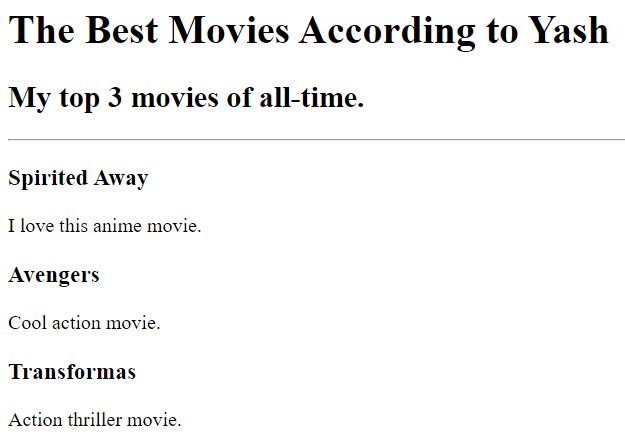 The Best Movies According to Yash
My top 3 movies of all-time.
Spirited Away
I love this anime movie.
Avengers
Cool action movie.
Transformas
Action thriller movie.